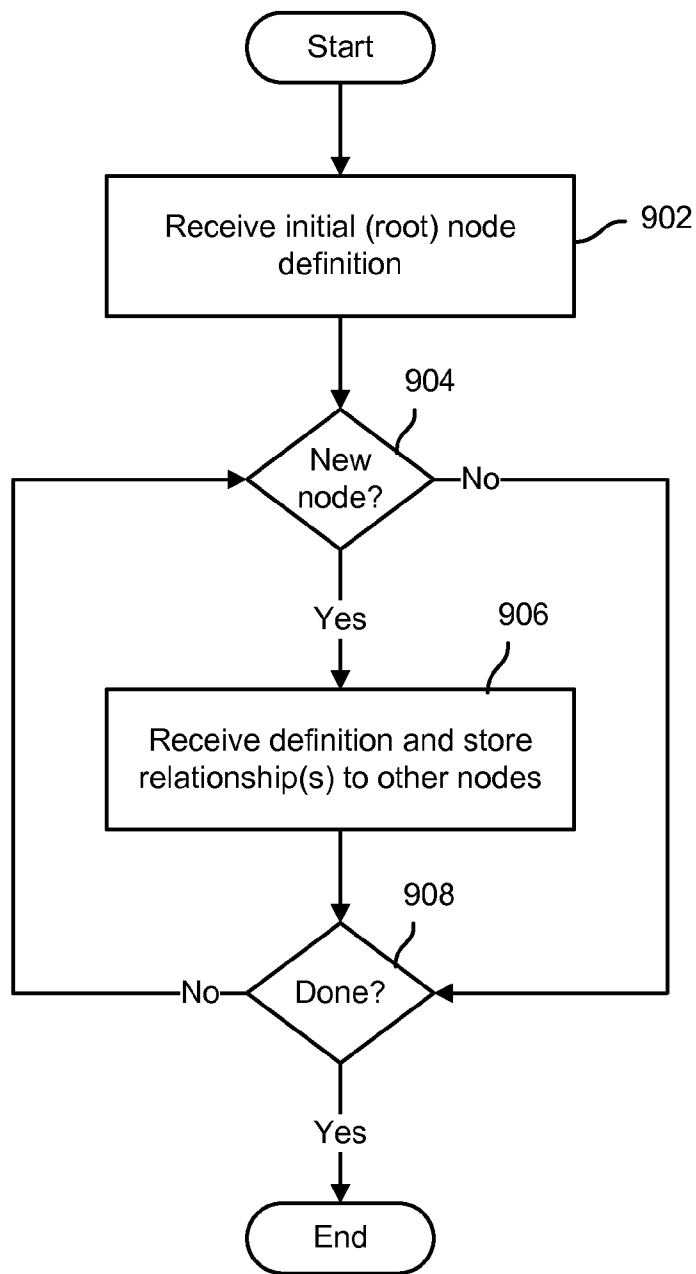 Start
Receive initial (root) node
definition
902
904
New
node?
No
Yes
906
Receive definition and store
relationship(s) to other nodes
908
No
Done?
Yes
End